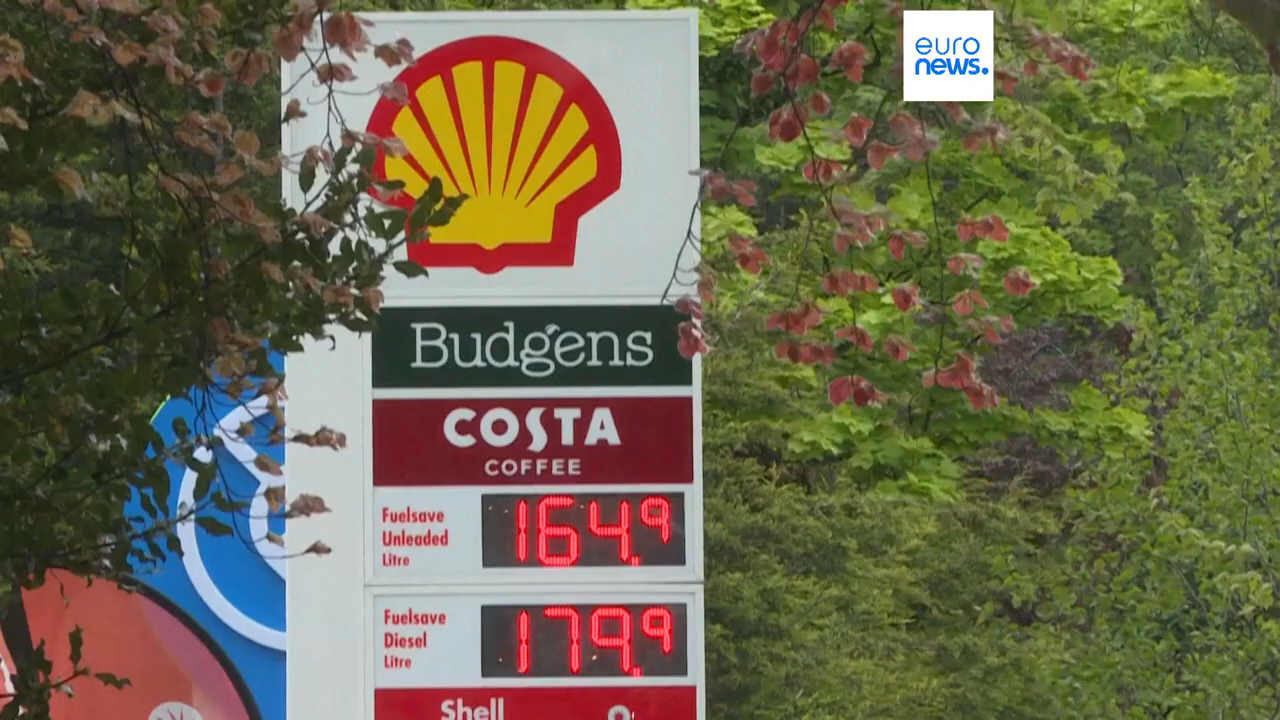 euro
news.
Budgens
COSTA
COFFEE
Fuelsave
Unleaded
Litre
164.9
Fuelsave
Diesel
Litre
179.9
Shell